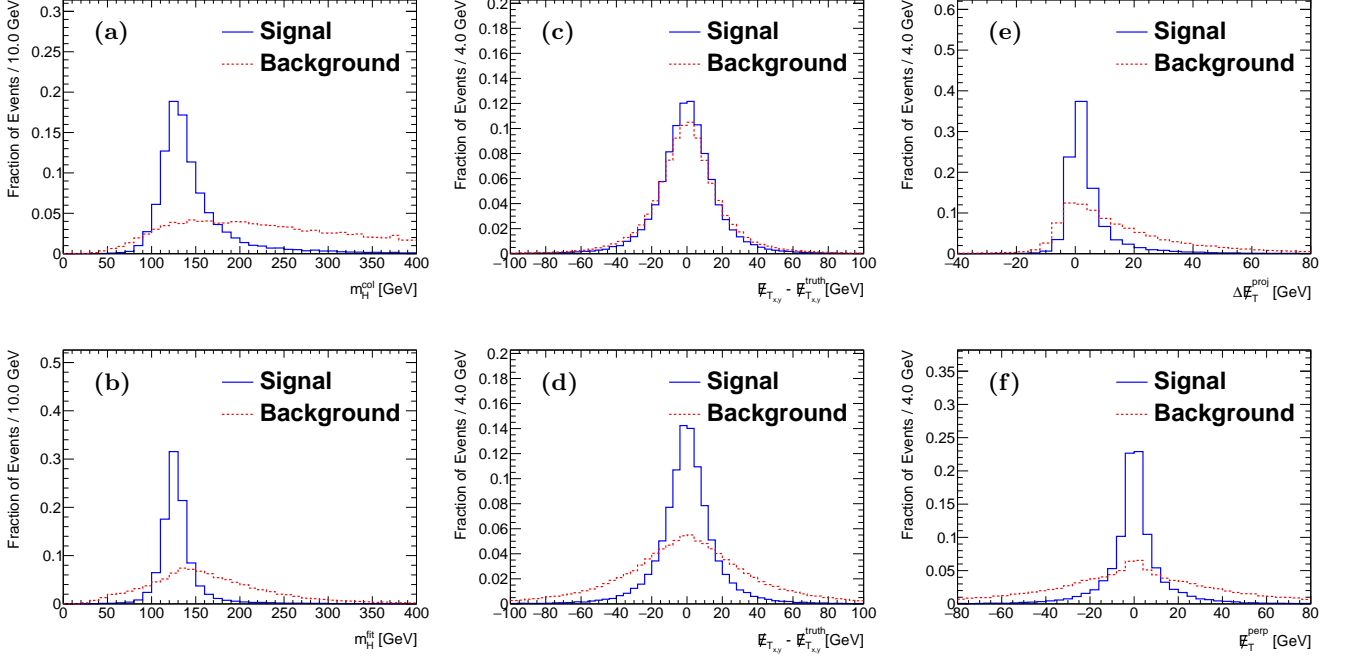 (a)
Signal
Background
Fraction of Events / 10.0 GeV
0.3
0.25
0.2
0.15
0.1
0.05
0
0 50 100 150 200 250 300 350 400
m_H^col [GeV]
(c)
Signal
Background
Fraction of Events / 4.0 GeV
0.2
0.18
0.16
0.14
0.12
0.1
0.08
0.06
0.04
0.02
0
−100 −80 −60 −40 −20 0 20 40 60 80 100
E̸_{T_{x,y}} - E̸_{T_{x,y}}^{truth} [GeV]
(e)
Signal
Background
Fraction of Events / 4.0 GeV
0.6
0.5
0.4
0.3
0.2
0.1
0
−40 −20 0 20 40 60 80
ΔE̸_T^{proj} [GeV]
(b)
Signal
Background
Fraction of Events / 10.0 GeV
0.5
0.4
0.3
0.2
0.1
0
0 50 100 150 200 250 300 350 400
m_H^fit [GeV]
(d)
Signal
Background
Fraction of Events / 4.0 GeV
0.2
0.18
0.16
0.14
0.12
0.1
0.08
0.06
0.04
0.02
0
−100 −80 −60 −40 −20 0 20 40 60 80 100
E̸_{T_{x,y}} - E̸_{T_{x,y}}^{truth} [GeV]
(f)
Signal
Background
Fraction of Events / 4.0 GeV
0.35
0.3
0.25
0.2
0.15
0.1
0.05
0
−80 −60 −40 −20 0 20 40 60 80
E̸_T^{perp} [GeV]